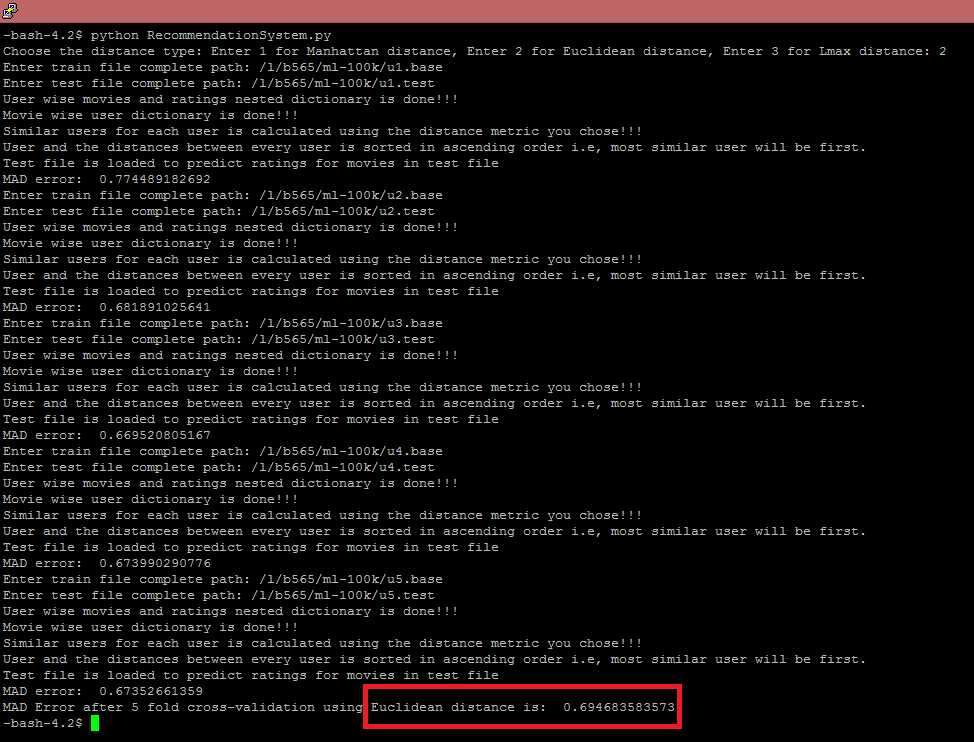 -bash-4.2$ python RecommendationSystem.py
Choose the distance type: Enter 1 for Manhattan distance, Enter 2 for Euclidean distance, Enter 3 for Lmax distance: 2
Enter train file complete path: /l/b565/ml-100k/u1.base
Enter test file complete path: /l/b565/ml-100k/u1.test
User wise movies and ratings nested dictionary is done!!!
Movie wise user dictionary is done!!!
Similar users for each user is calculated using the distance metric you chose!!!
User and the distances between every user is sorted in ascending order i.e, most similar user will be first.
Test file is loaded to predict ratings for movies in test file
MAD error:  0.774489182692
Enter train file complete path: /l/b565/ml-100k/u2.base
Enter test file complete path: /l/b565/ml-100k/u2.test
User wise movies and ratings nested dictionary is done!!!
Movie wise user dictionary is done!!!
Similar users for each user is calculated using the distance metric you chose!!!
User and the distances between every user is sorted in ascending order i.e, most similar user will be first.
Test file is loaded to predict ratings for movies in test file
MAD error:  0.681891025641
Enter train file complete path: /l/b565/ml-100k/u3.base
Enter test file complete path: /l/b565/ml-100k/u3.test
User wise movies and ratings nested dictionary is done!!!
Movie wise user dictionary is done!!!
Similar users for each user is calculated using the distance metric you chose!!!
User and the distances between every user is sorted in ascending order i.e, most similar user will be first.
Test file is loaded to predict ratings for movies in test file
MAD error:  0.669520805167
Enter train file complete path: /l/b565/ml-100k/u4.base
Enter test file complete path: /l/b565/ml-100k/u4.test
User wise movies and ratings nested dictionary is done!!!
Movie wise user dictionary is done!!!
Similar users for each user is calculated using the distance metric you chose!!!
User and the distances between every user is sorted in ascending order i.e, most similar user will be first.
Test file is loaded to predict ratings for movies in test file
MAD error:  0.673990290776
Enter train file complete path: /l/b565/ml-100k/u5.base
Enter test file complete path: /l/b565/ml-100k/u5.test
User wise movies and ratings nested dictionary is done!!!
Movie wise user dictionary is done!!!
Similar users for each user is calculated using the distance metric you chose!!!
User and the distances between every user is sorted in ascending order i.e, most similar user will be first.
Test file is loaded to predict ratings for movies in test file
MAD error:  0.67352661359
MAD Error after 5 fold cross-validation using Euclidean distance is:  0.694683583573
-bash-4.2$